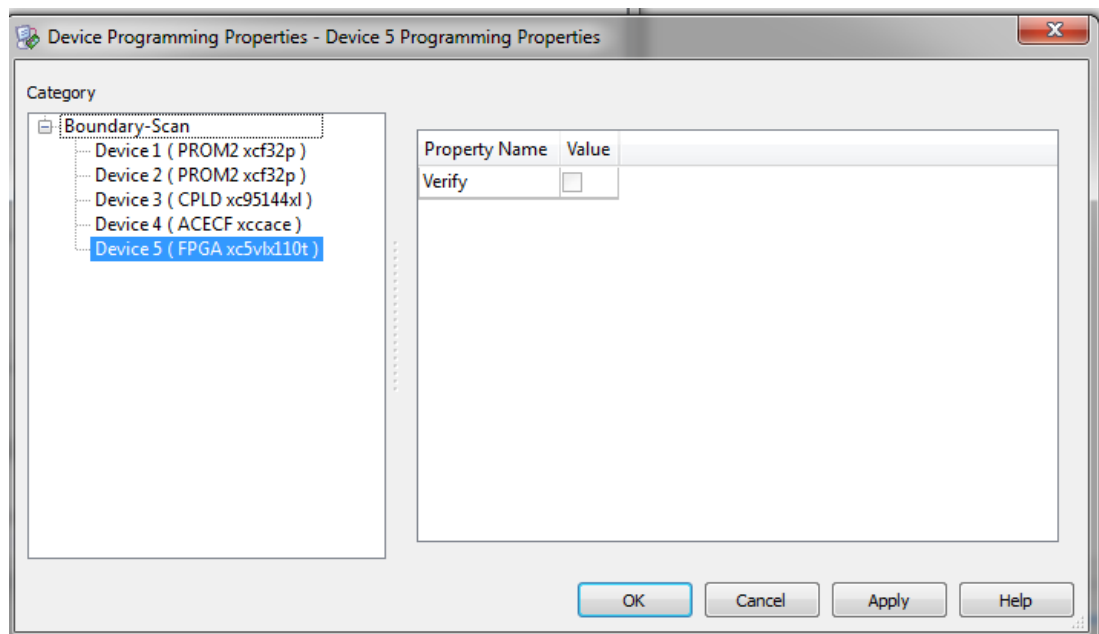 Device Programming Properties - Device 5 Programming Properties
Category
Boundary-Scan
Device 1 ( PROM2 xcf32p )
Device 2 ( PROM2 xcf32p )
Device 3 ( CPLD xc95144xl )
Device 4 ( ACECF xccace )
Device 5 ( FPGA xc5vlx110t )
Property Name Value
Verify
OK Cancel Apply Help